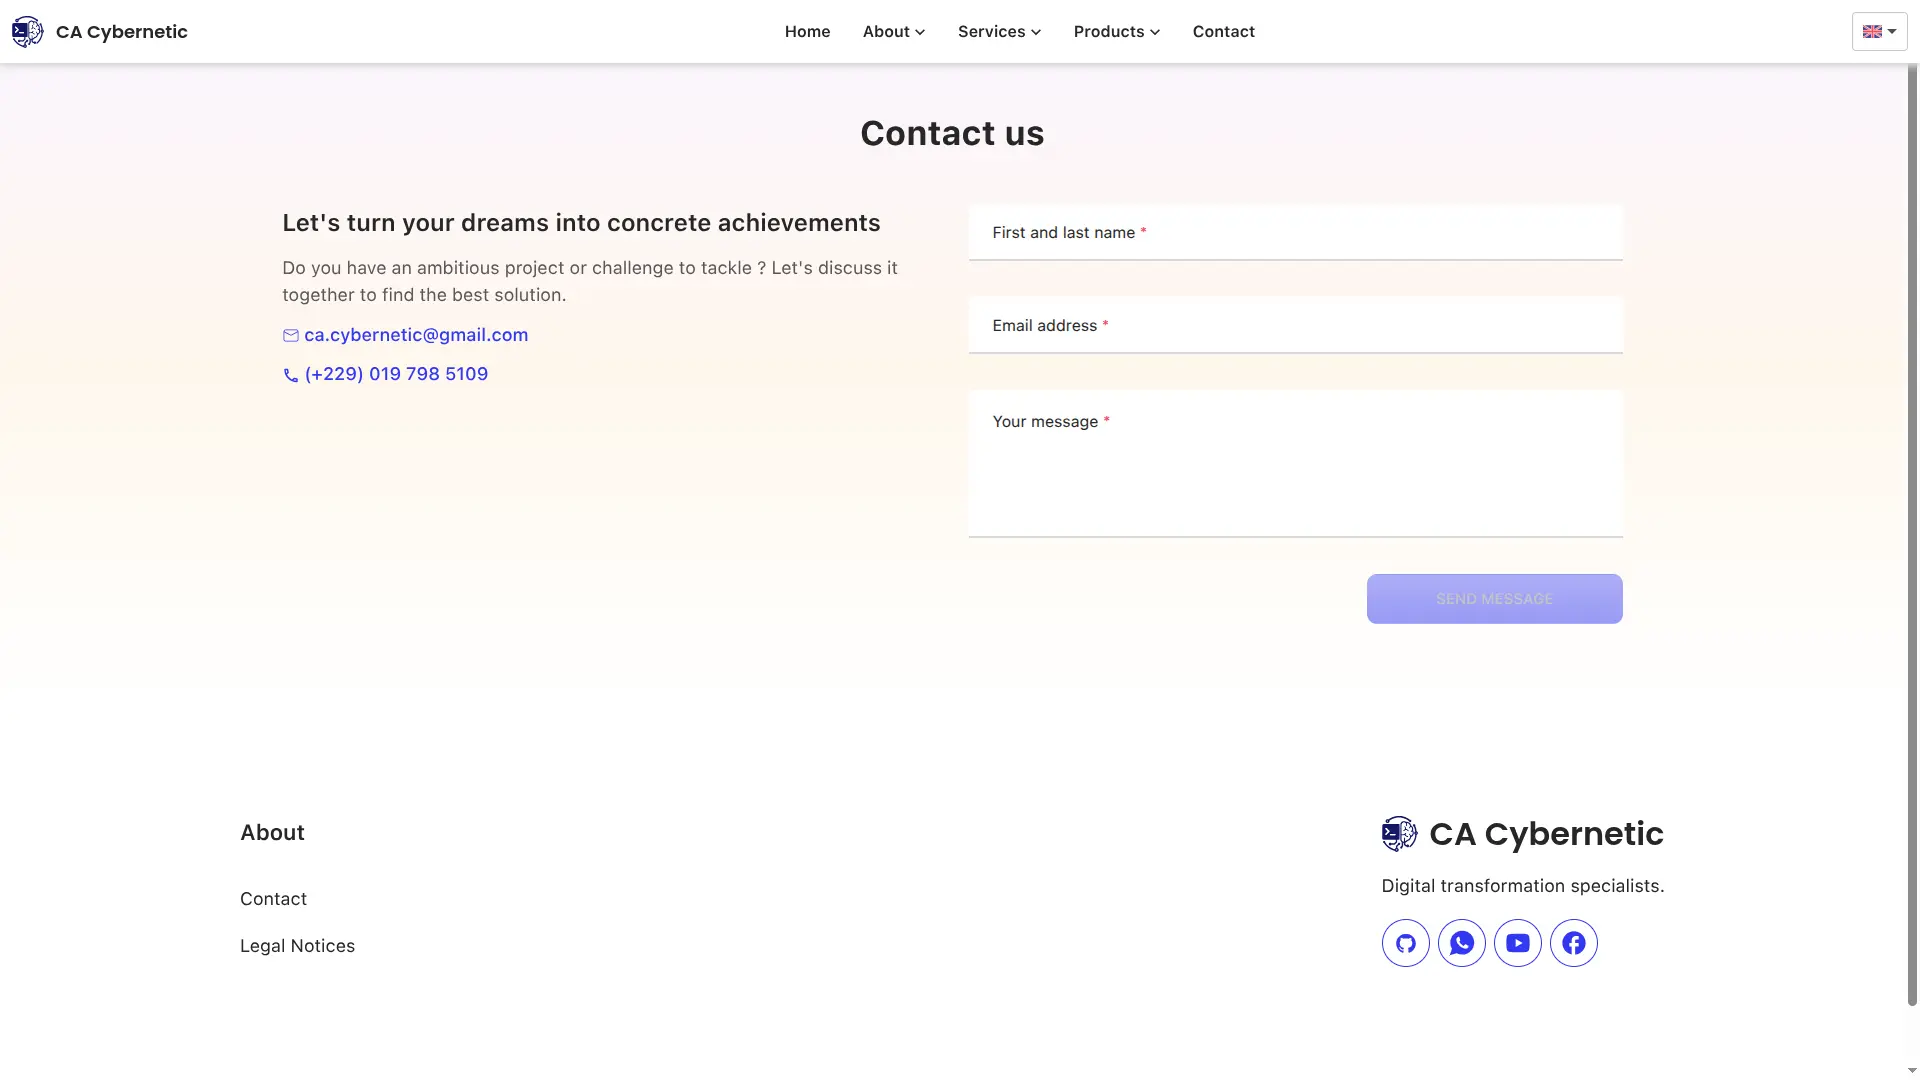 CA Cybernetic
Home
About
Services
Products
Contact
Contact us
Let's turn your dreams into concrete achievements
Do you have an ambitious project or challenge to tackle ? Let's discuss it
together to find the best solution.
ca.cybernetic@gmail.com
(+229) 019 798 5109
First and last name *
Email address *
Your message *
SEND MESSAGE
About
Contact
Legal Notices
CA Cybernetic
Digital transformation specialists.